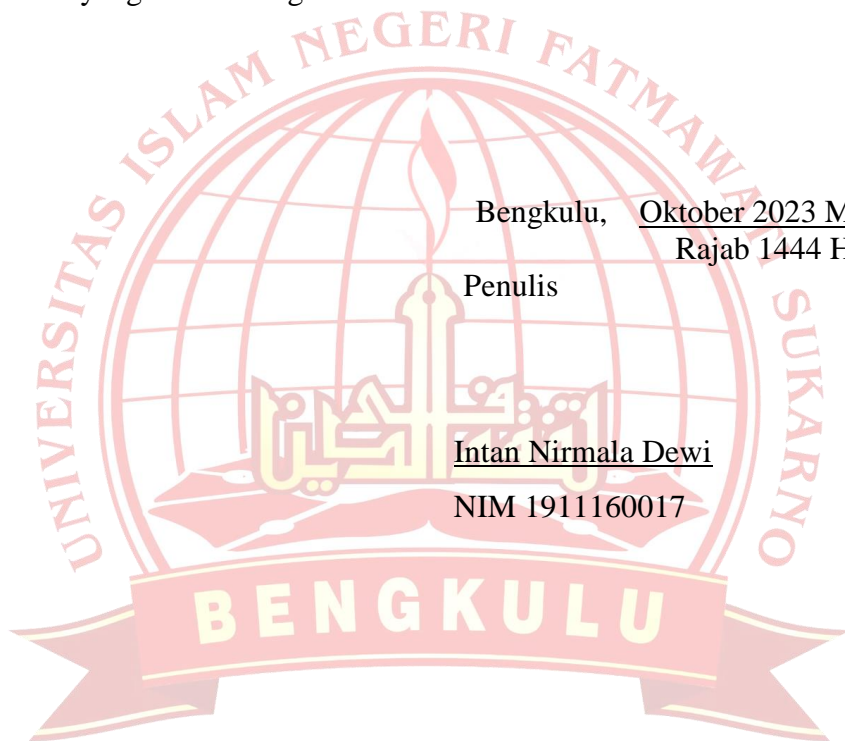 UNIVERSITAS ISLAM NEGERI FATMAWATI SUKARNO
Bengkulu, Oktober 2023 M
Rajab 1444 H
Penulis
Intan Nirmala Dewi
NIM 1911160017
BENGKULU